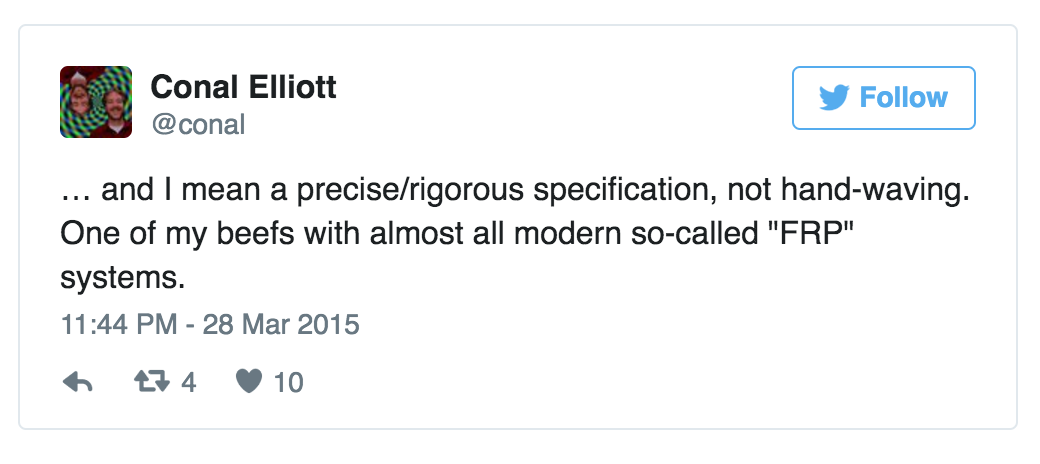 Conal Elliott
@conal
Follow
… and I mean a precise/rigorous specification, not hand-waving.
One of my beefs with almost all modern so-called "FRP"
systems.
11:44 PM - 28 Mar 2015
4 10